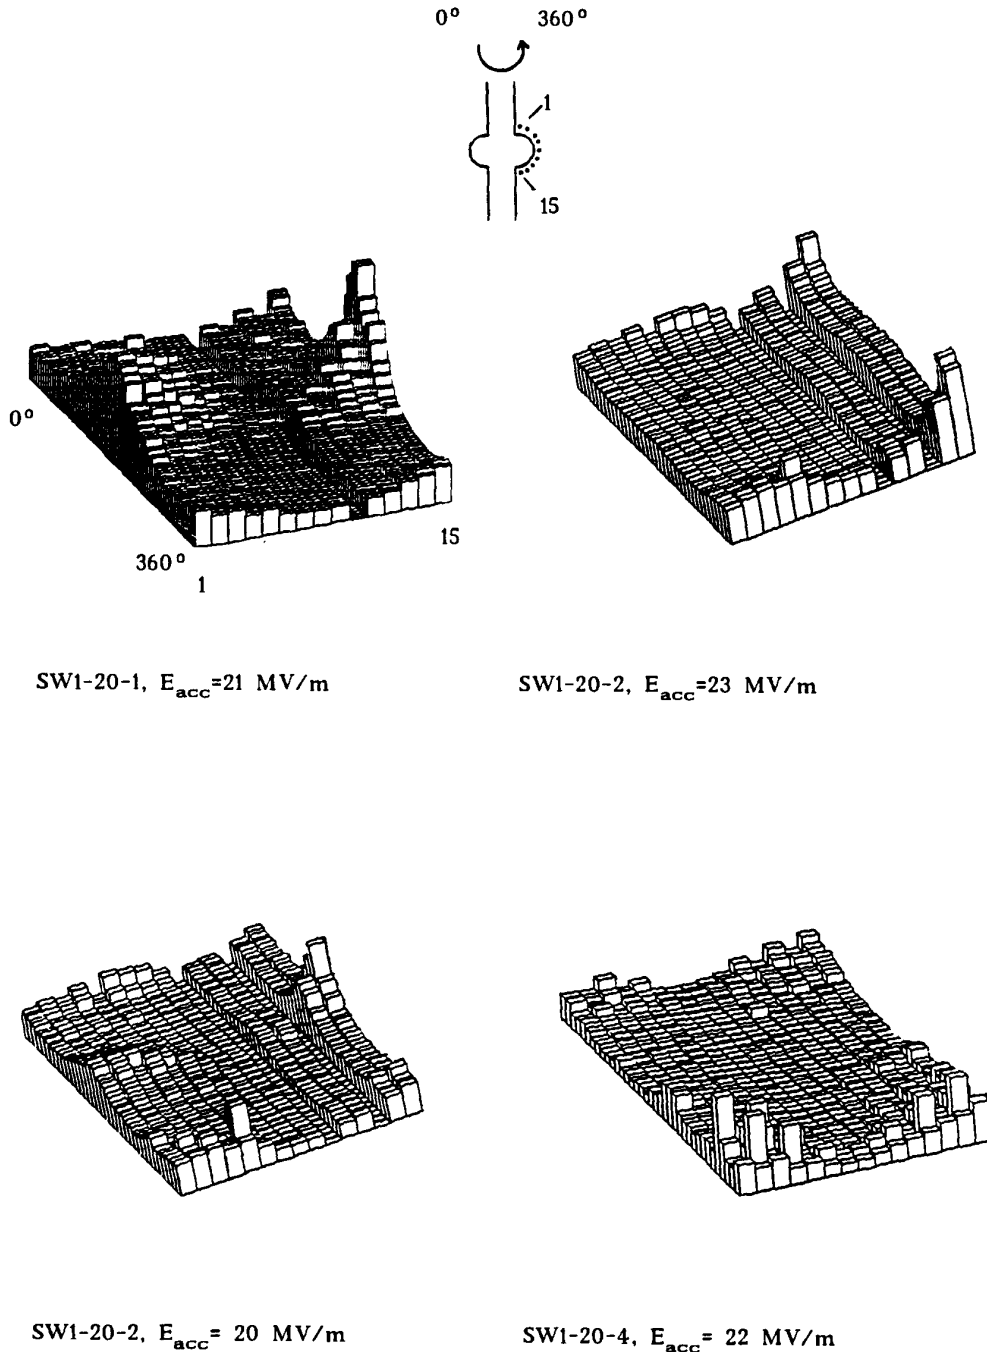 0° 360°
1
15
0°
360°
1
15
SW1-20-1, Eacc=21 MV/m
SW1-20-2, Eacc=23 MV/m
SW1-20-2, Eacc= 20 MV/m
SW1-20-4, Eacc= 22 MV/m